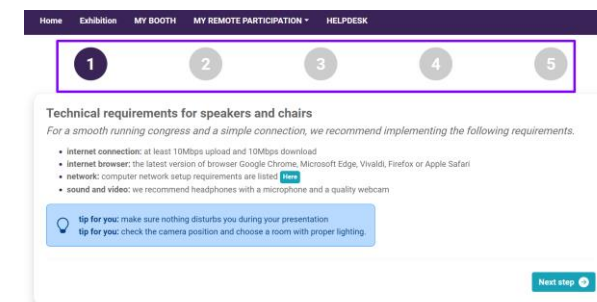 Home Exhibition MY BOOTH MY REMOTE PARTICIPATION HELPDESK
1 2 3 4 5
Technical requirements for speakers and chairs
For a smooth running congress and a simple connection, we recommend implementing the following requirements.
• internet connection: at least 10Mbps upload and 10Mbps download
• internet browser: the latest version of browser Google Chrome, Microsoft Edge, Vivaldi, Firefox or Apple Safari
• network: computer network setup requirements are listed Here
• sound and video: we recommend headphones with a microphone and a quality webcam
tip for you: make sure nothing disturbs you during your presentation
tip for you: check the camera position and choose a room with proper lighting.
Next step